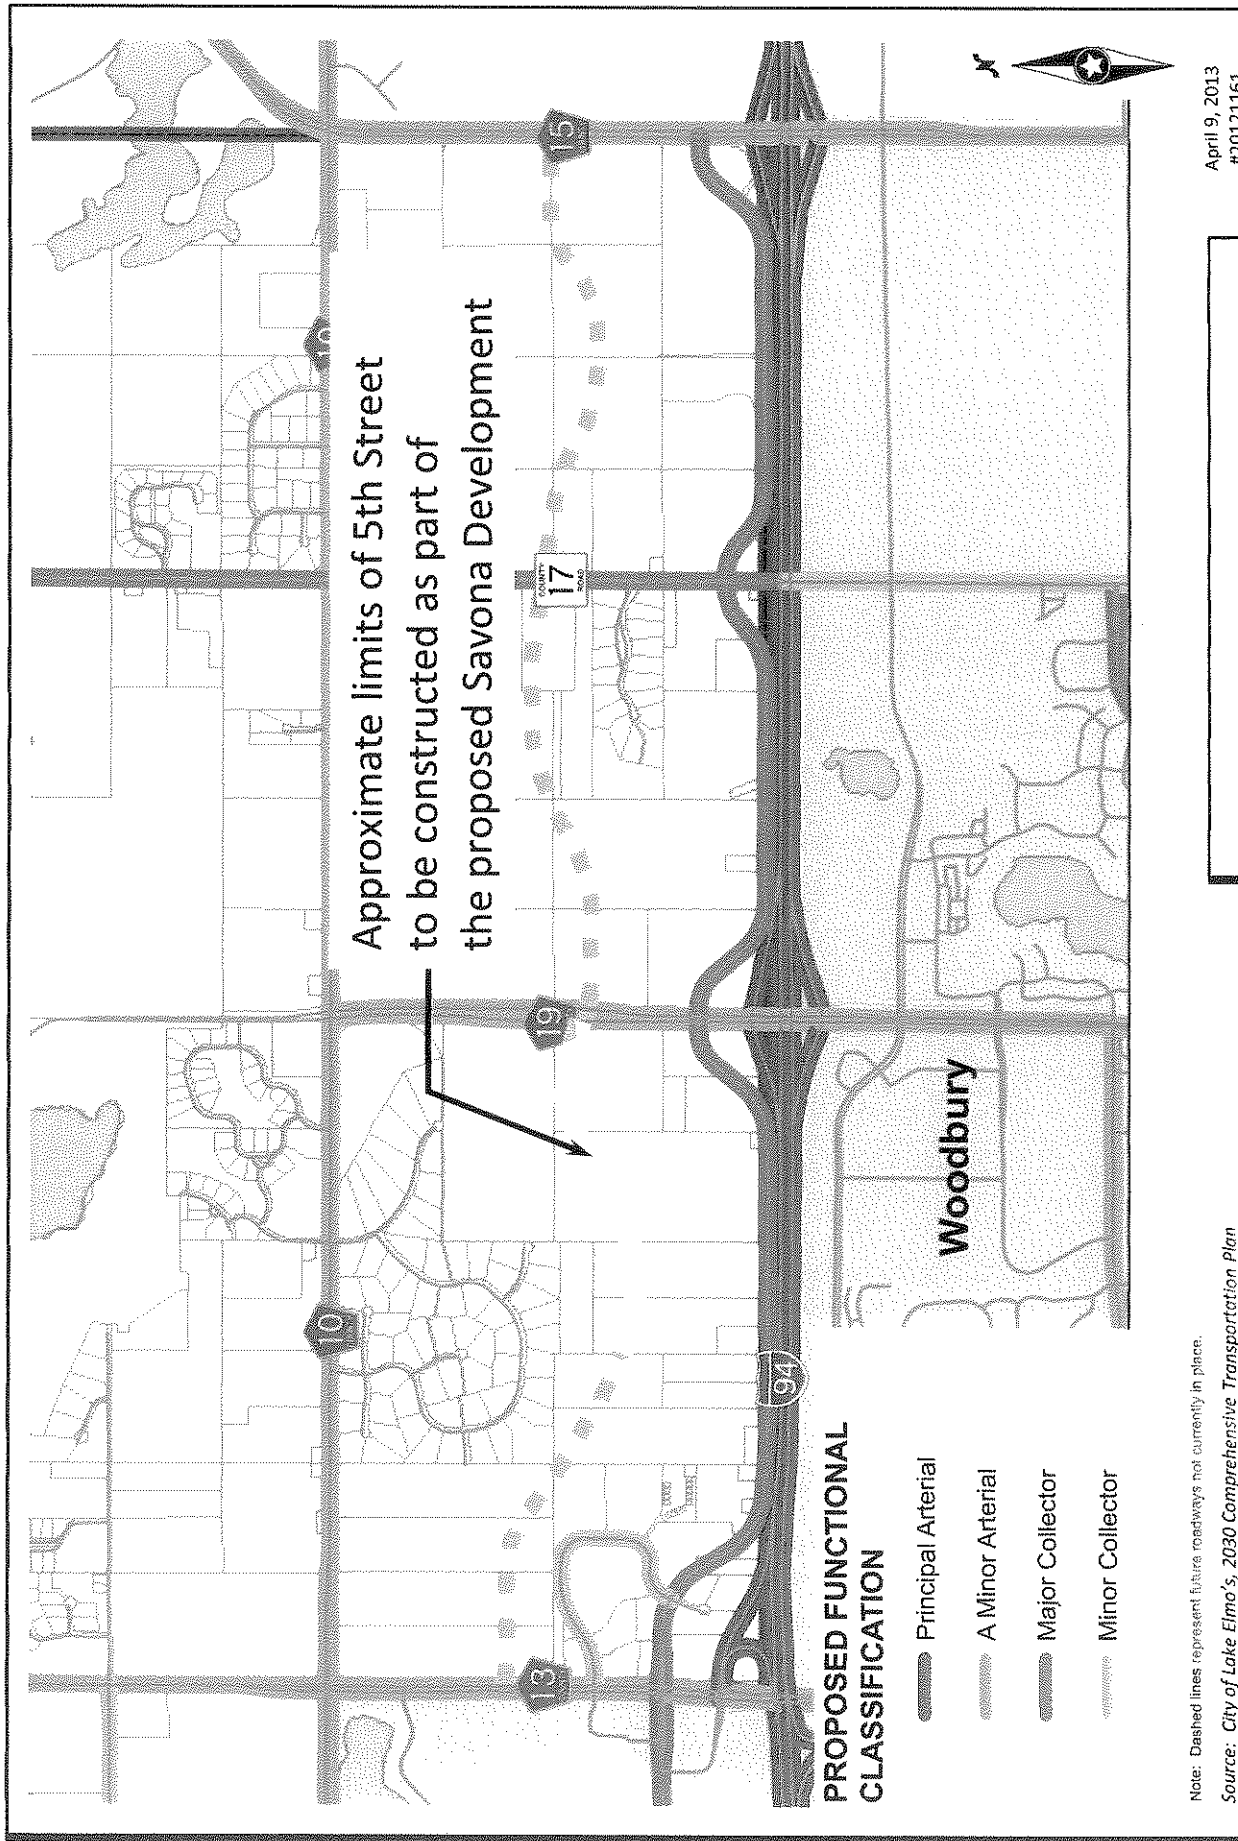 Approximate limits of 5th Street
to be constructed as part of
the proposed Savona Development
10
10
15
COUNTY
17
ROAD
19
13
94
Woodbury
N
PROPOSED FUNCTIONAL
CLASSIFICATION
Principal Arterial
A Minor Arterial
Major Collector
Minor Collector
Note: Dashed lines represent future roadways not currently in place.
Source: City of Lake Elmo's, 2030 Comprehensive Transportation Plan
April 9, 2013
#20121161